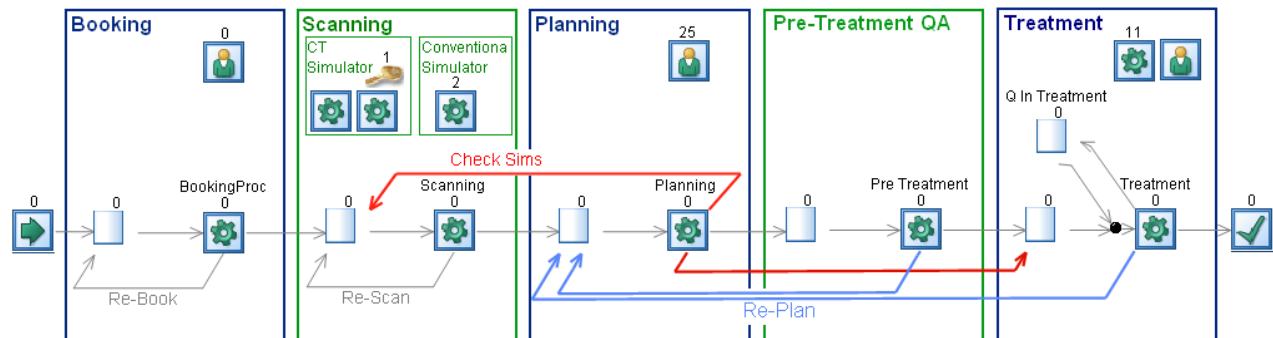 Booking
Scanning
Planning
Pre-Treatment QA
Treatment
0
CT
Simulator
1
Conventiona
Simulator
2
25
11
Q In Treatment
0
Check Sims
BookingProc
Scanning
Planning
Pre Treatment
Treatment
0
0
0
0
0
0
0
0
0
0
0
0
Re-Book
Re-Scan
Re-Plan